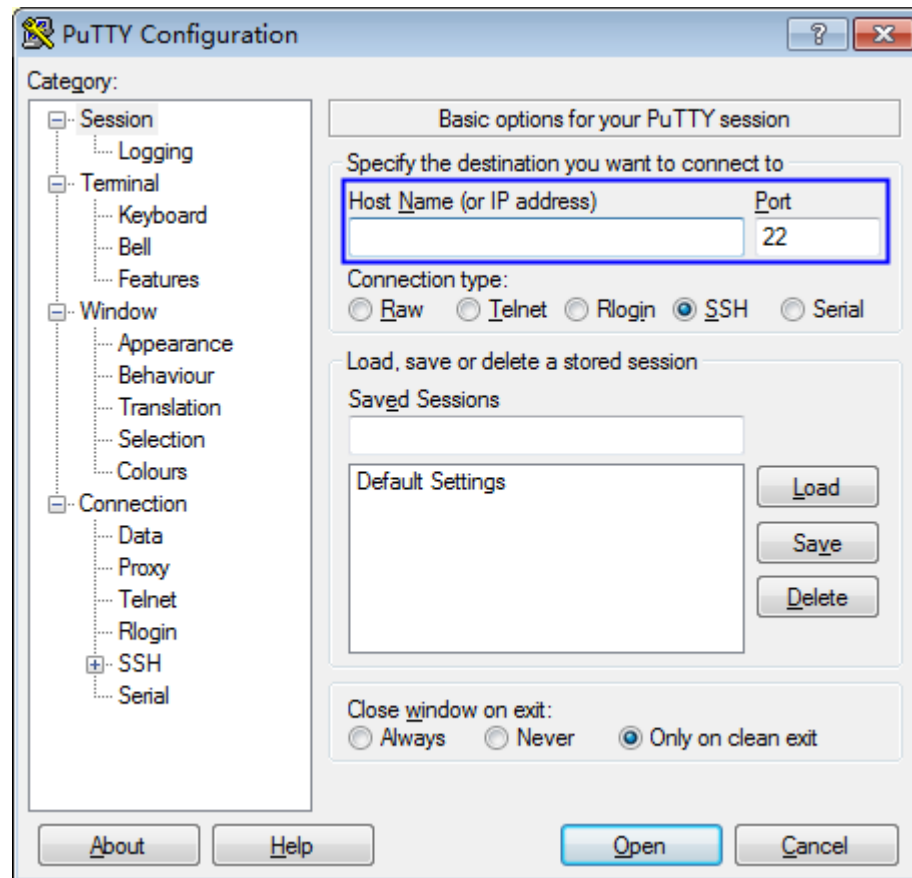 PuTTY Configuration
?
Category:
Session
Logging
Terminal
Keyboard
Bell
Features
Window
Appearance
Behaviour
Translation
Selection
Colours
Connection
Data
Proxy
Telnet
Rlogin
SSH
Serial
Basic options for your PuTTY session
Specify the destination you want to connect to
Host Name (or IP address) Port
22
Connection type:
Raw Telnet Rlogin SSH Serial
Load, save or delete a stored session
Saved Sessions
Default Settings
Load
Save
Delete
Close window on exit:
Always Never Only on clean exit
About Help Open Cancel